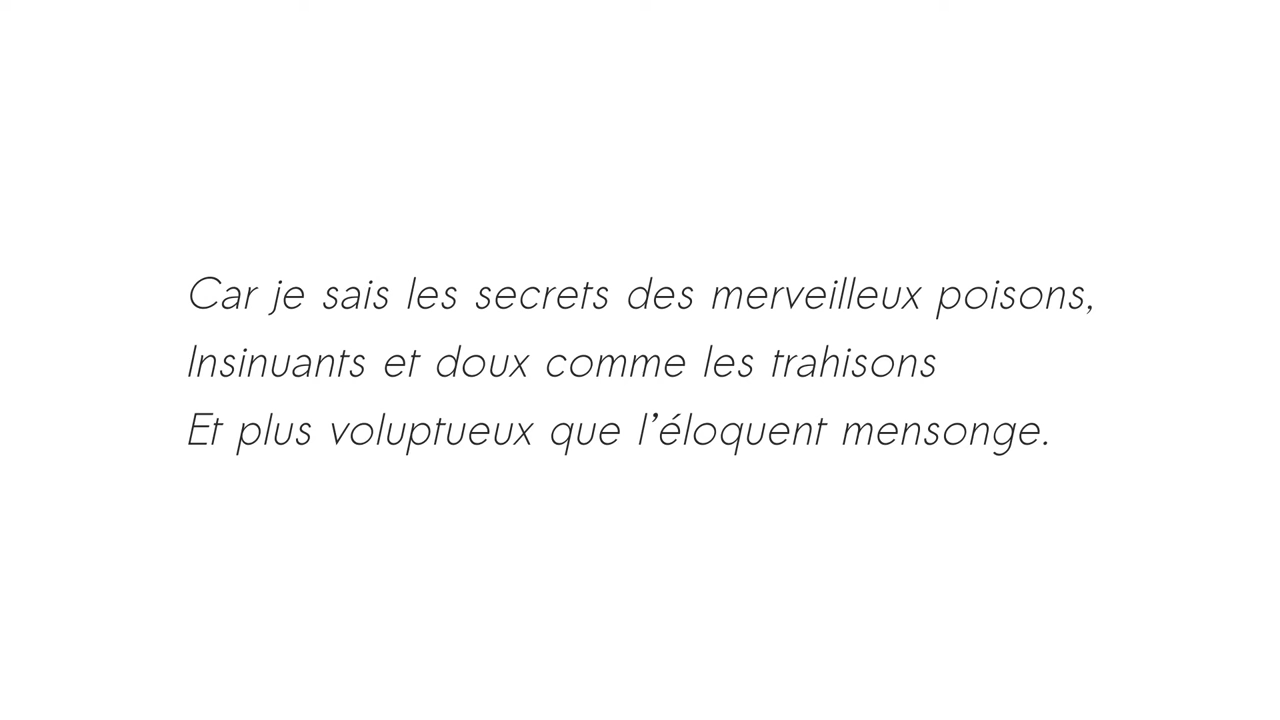 Car je sais les secrets des merveilleux poisons,
Insinuants et doux comme les trahisons
Et plus voluptueux que l’éloquent mensonge.